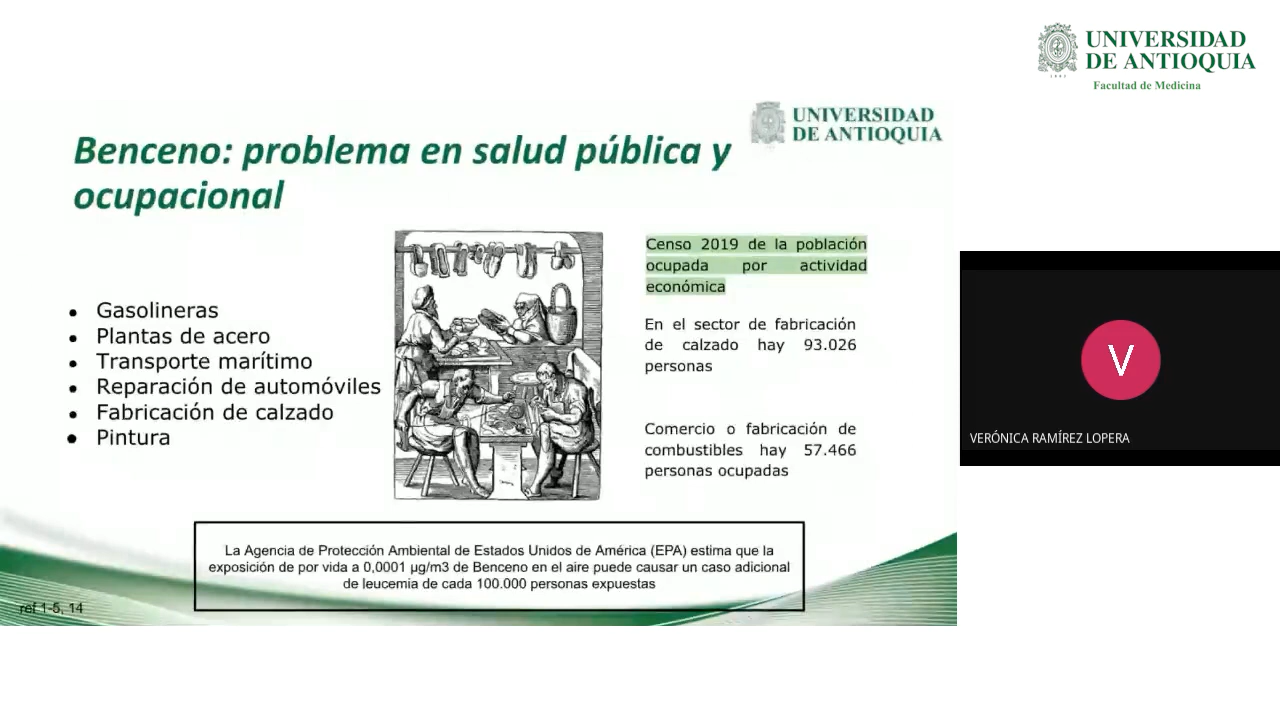 UNIVERSIDAD
DE ANTIOQUIA
1803
Facultad de Medicina
UNIVERSIDAD
DE ANTIOQUIA
Benceno: problema en salud pública y
ocupacional
• Gasolineras
• Plantas de acero
• Transporte marítimo
• Reparación de automóviles
• Fabricación de calzado
• Pintura
Censo 2019 de la población
ocupada por actividad
económica
En el sector de fabricación
de calzado hay 93.026
personas
Comercio o fabricación de
combustibles hay 57.466
personas ocupadas
La Agencia de Protección Ambiental de Estados Unidos de América (EPA) estima que la
exposición de por vida a 0,0001 μg/m3 de Benceno en el aire puede causar un caso adicional
de leucemia de cada 100.000 personas expuestas
ref 1-5, 14
V
VERÓNICA RAMÍREZ LOPERA